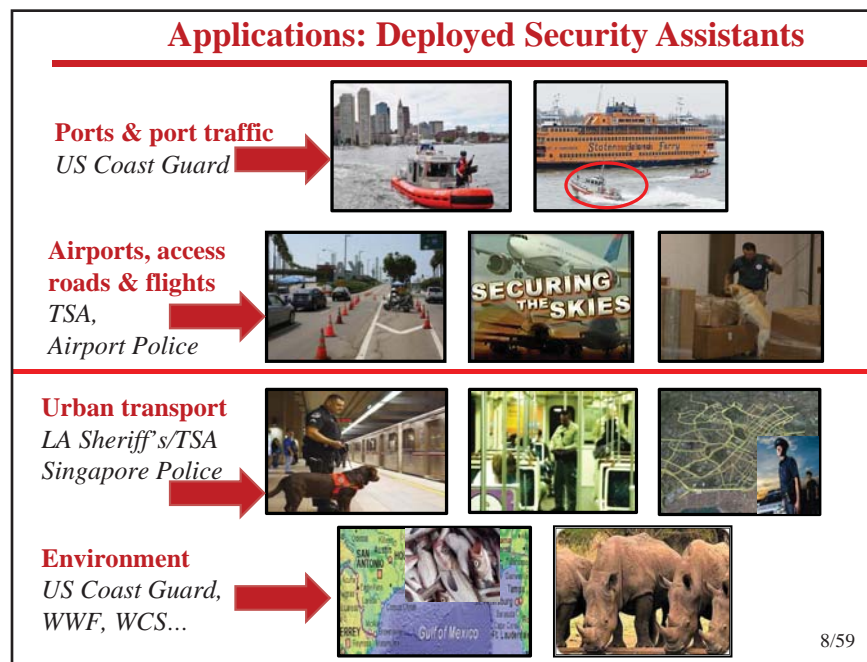 Applications: Deployed Security Assistants
Ports & port traffic
US Coast Guard
Staten Island Ferry
Airports, access
roads & flights
TSA,
Airport Police
SECURING
THE SKIES
Urban transport
LA Sheriff's/TSA
Singapore Police
Environment
US Coast Guard,
WWF, WCS…
SAN
ANTONIO
Austin
Gulf of Mexico
Tampa
8/59